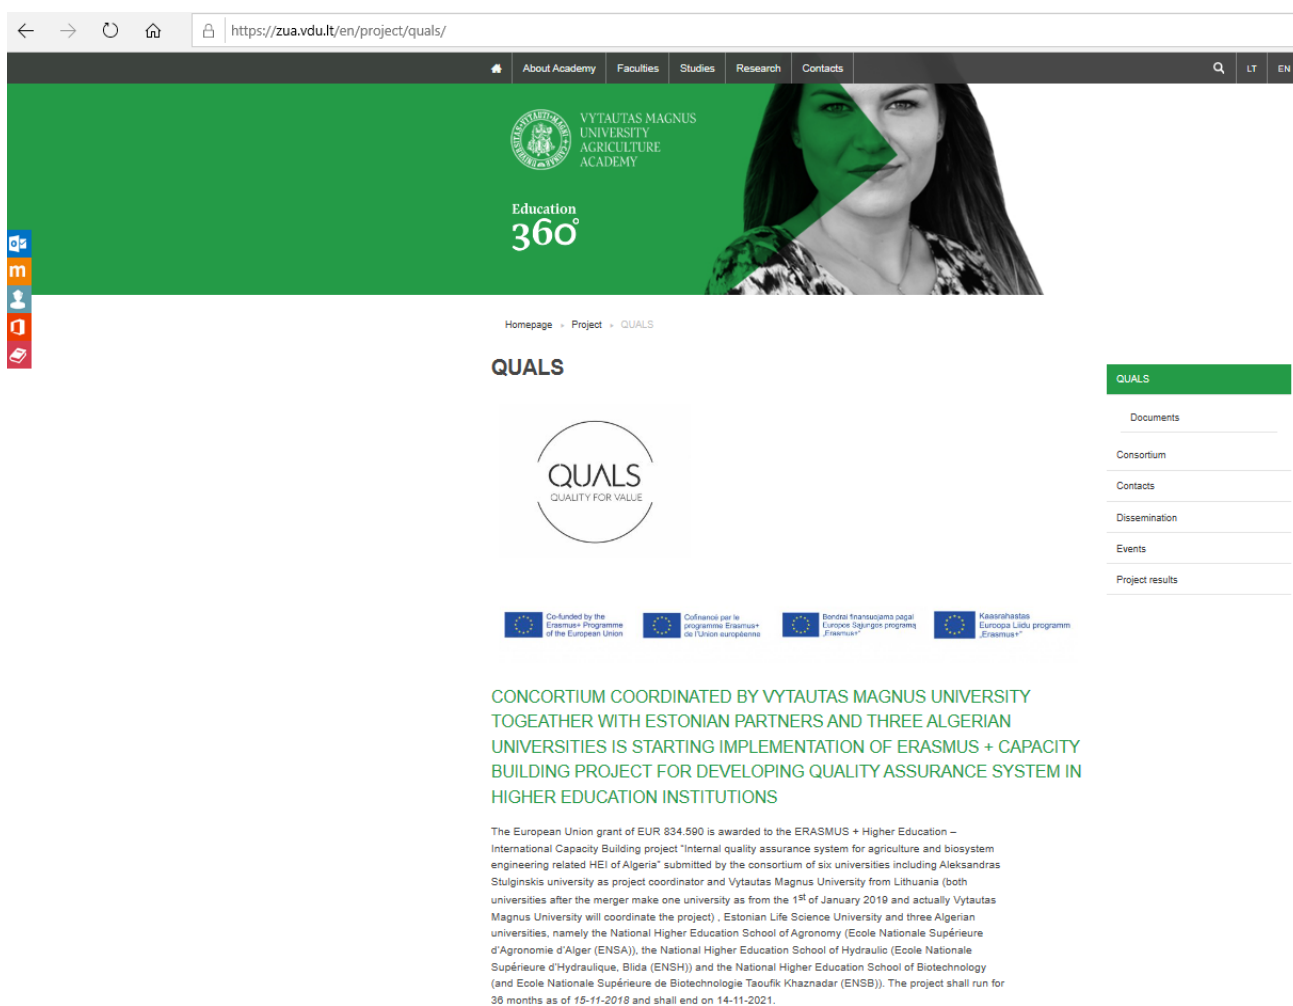 https://zua.vdu.lt/en/project/quals/
About Academy Faculties Studies Research Contacts LT EN
VYTAUTAS MAGNUS
UNIVERSITY
AGRICULTURE
ACADEMY
Education
360°
m
Homepage » Project » QUALS
QUALS
QUALS
QUALITY FOR VALUE
QUALS
Documents
Consortium
Contacts
Dissemination
Events
Project results
Co-funded by the
Erasmus+ Programme
of the European Union
Cofinancé par le
programme Erasmus+
de l'Union européenne
Bendrai finansuojama pagal
Europos Sąjungos programą
„Erasmus+"
Kaasrahastas
Euroopa Liidu programm
„Erasmus+"
CONCORTIUM COORDINATED BY VYTAUTAS MAGNUS UNIVERSITY
TOGEATHER WITH ESTONIAN PARTNERS AND THREE ALGERIAN
UNIVERSITIES IS STARTING IMPLEMENTATION OF ERASMUS + CAPACITY
BUILDING PROJECT FOR DEVELOPING QUALITY ASSURANCE SYSTEM IN
HIGHER EDUCATION INSTITUTIONS
The European Union grant of EUR 834.590 is awarded to the ERASMUS + Higher Education –
International Capacity Building project "Internal quality assurance system for agriculture and biosystem
engineering related HEI of Algeria" submitted by the consortium of six universities including Aleksandras
Stulginskis university as project coordinator and Vytautas Magnus University from Lithuania (both
universities after the merger make one university as from the 1st of January 2019 and actually Vytautas
Magnus University will coordinate the project) , Estonian Life Science University and three Algerian
universities, namely the National Higher Education School of Agronomy (Ecole Nationale Supérieure
d'Agronomie d'Alger (ENSA)), the National Higher Education School of Hydraulic (Ecole Nationale
Supérieure d'Hydraulique, Blida (ENSH)) and the National Higher Education School of Biotechnology
(and Ecole Nationale Supérieure de Biotechnologie Taoufik Khaznadar (ENSB)). The project shall run for
36 months as of 15-11-2018 and shall end on 14-11-2021.